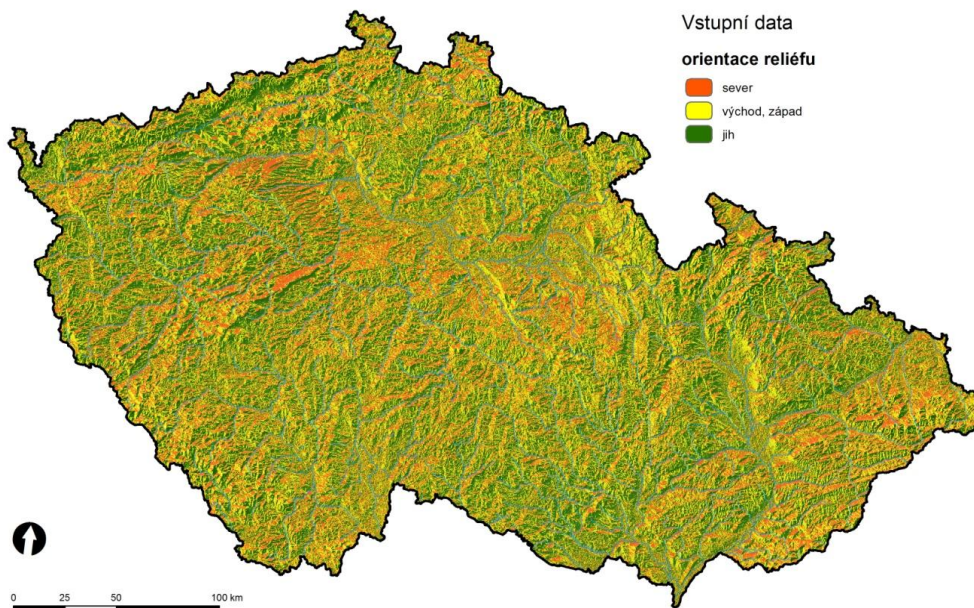 Vstupní data
orientace reliéfu
sever
východ, západ
jih
0 25 50 100 km